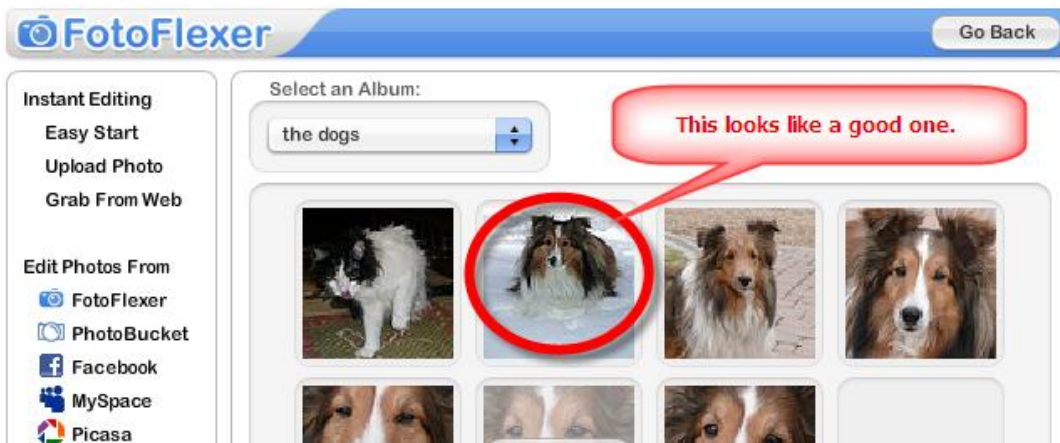 FotoFlexer
Go Back
Instant Editing
Easy Start
Upload Photo
Grab From Web
Edit Photos From
FotoFlexer
PhotoBucket
Facebook
MySpace
Picasa
Select an Album:
the dogs
This looks like a good one.